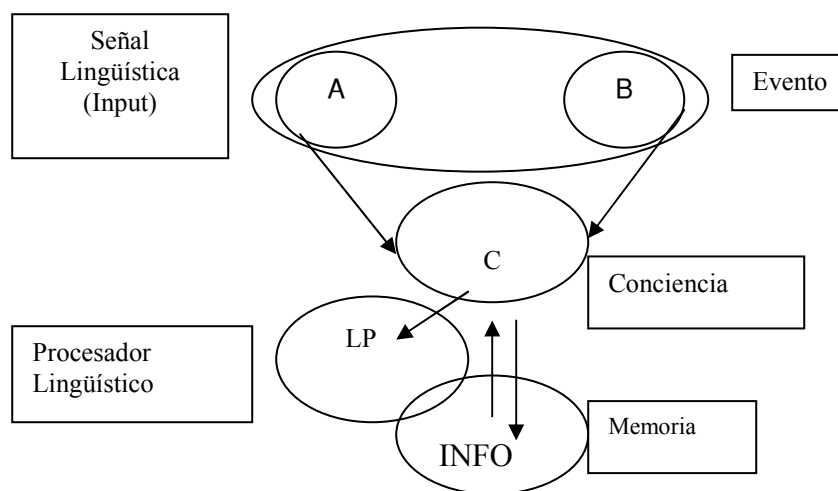 Señal
Lingüística
(Input)
A
B
Evento
C
Conciencia
LP
Procesador
Lingüístico
INFO
Memoria